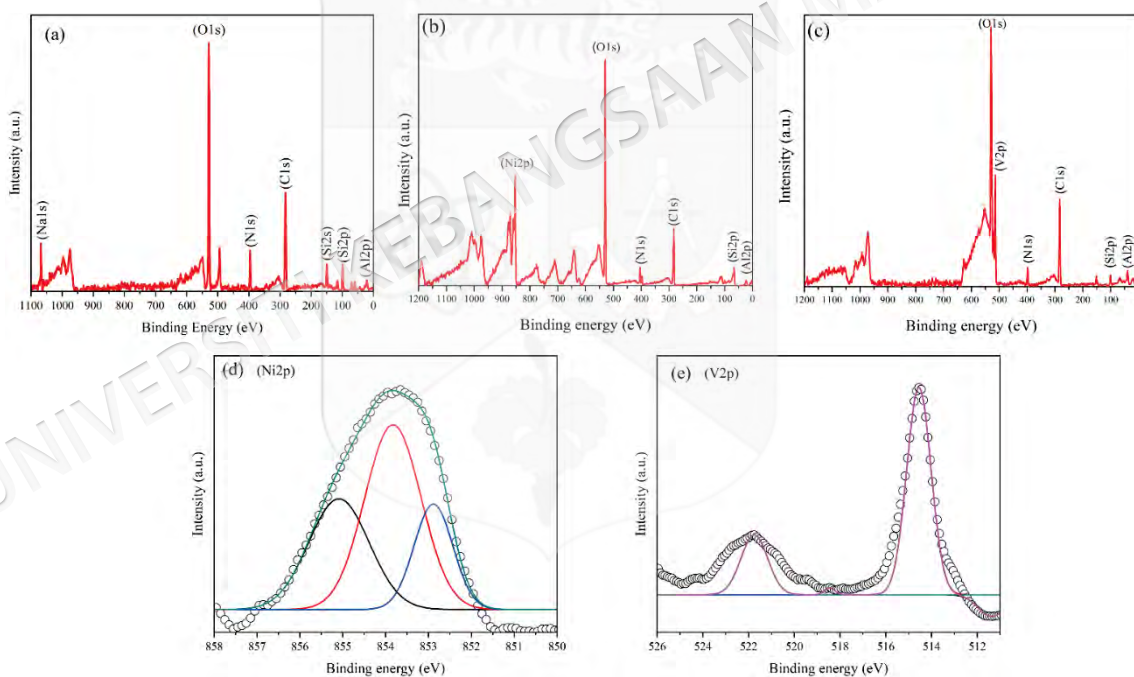 UNIVERSITI KEBANGSAAN M
(a)
(O1s)
(Na1s)
(N1s)
(C1s)
(Si2s)
(Si2p)
(Al2p)
Intensity (a.u.)
1100 1000 900 800 700 600 500 400 300 200 100 0
Binding Energy (eV)
(b)
(O1s)
(Ni2p)
(N1s)
(C1s)
(Si2p)
(Al2p)
Intensity (a.u.)
1200 1100 1000 900 800 700 600 500 400 300 200 100 0
Binding energy (eV)
(c)
(O1s)
(V2p)
(N1s)
(C1s)
(Si2p)
(Al2p)
Intensity (a.u.)
1200 1100 1000 900 800 700 600 500 400 300 200 100
Binding energy (eV)
(d) (Ni2p)
Intensity (a.u.)
858 857 856 855 854 853 852 851 850
Binding energy (eV)
(e) (V2p)
Intensity (a.u.)
526 524 522 520 518 516 514 512
Binding energy (eV)